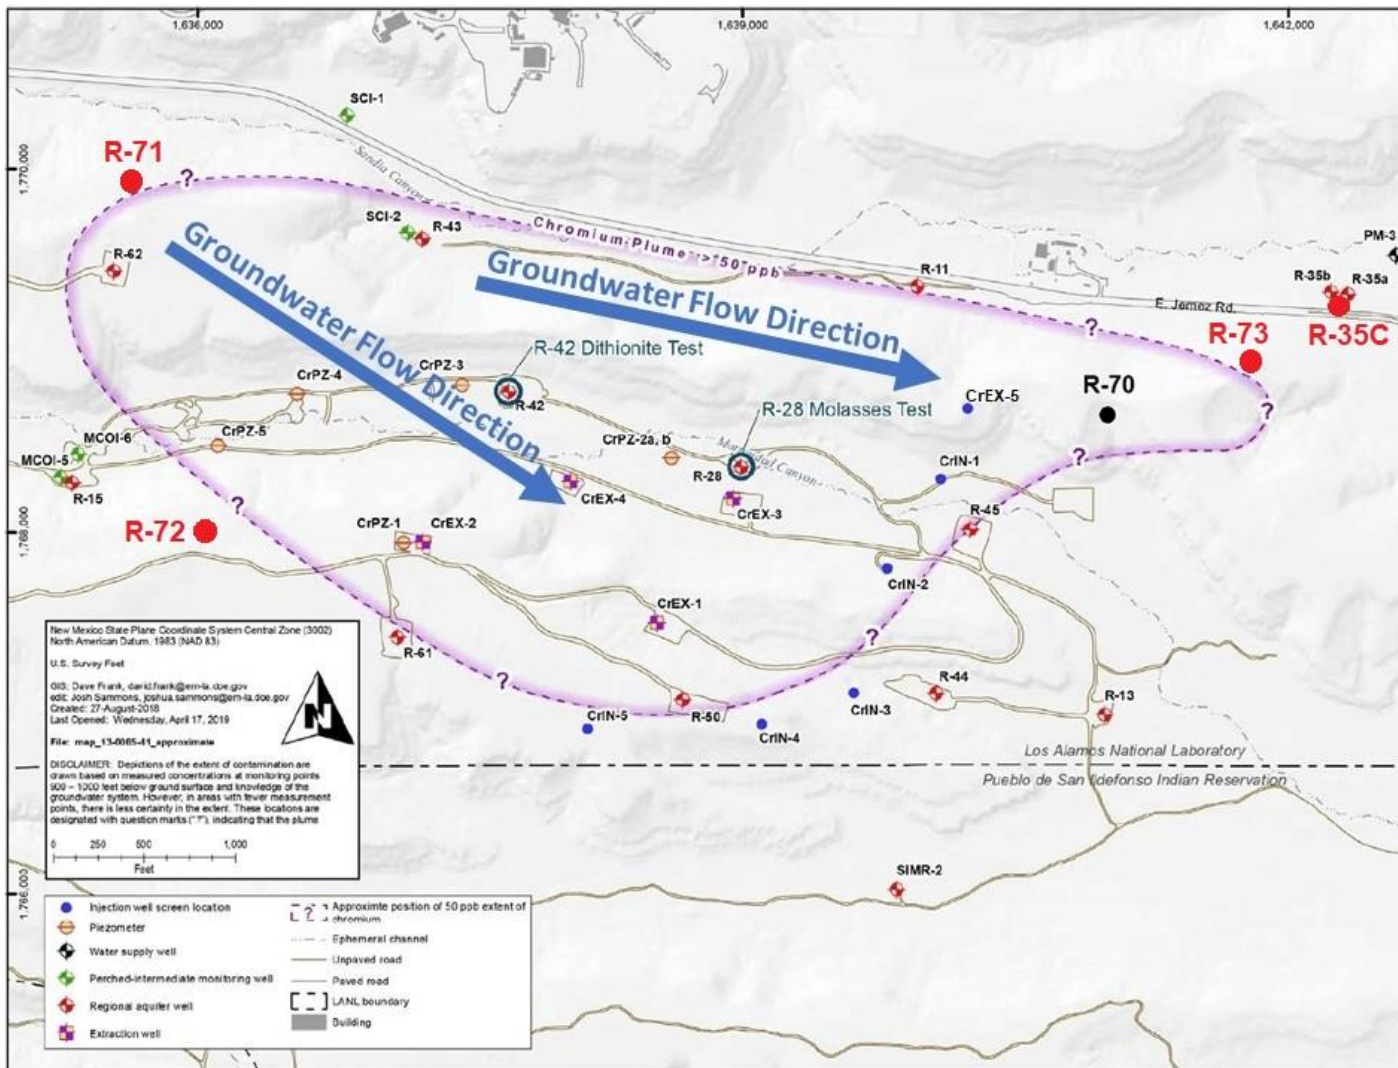 1,636,000
1,639,000
1,642,000
1,770,000
1,768,000
1,766,000
SCI-1
Sandia Canyon
R-71
?
SCI-2
R-43
Chromium Plume > 50 ppb
PM-3
R-62
Groundwater Flow Direction
Groundwater Flow Direction
R-11
R-35b
R-35a
E. Jemez Rd.
?
R-73
R-35C
R-42 Dithionite Test
CrPZ-3
CrPZ-4
R-42
R-70
CrEX-5
R-28 Molasses Test
?
MCOI-6
CrPZ-5
CrPZ-2a, b
Mortandad Canyon
MCOI-5
R-28
CrIN-1
?
R-15
CrEX-4
CrEX-3
?
R-72
R-45
CrPZ-1
CrEX-2
CrIN-2
CrEX-1
?
R-61
?
R-44
R-50
CrIN-3
R-13
CrIN-5
CrIN-4
Los Alamos National Laboratory
Pueblo de San Ildefonso Indian Reservation
SIMR-2
New Mexico State Plane Coordinate System Central Zone (3002)
North American Datum, 1983 (NAD 83)
U.S. Survey Feet
GIS: Dave Frank, david.frank@em-la.doe.gov
edit: Josh Sammons, joshua.sammons@em-la.doe.gov
Created: 27-August-2018
Last Opened: Wednesday, April 17, 2019
File: map_13-0065-41_approximate
N
DISCLAIMER: Depictions of the extent of contamination are
drawn based on measured concentrations at monitoring points
900 – 1000 feet below ground surface and knowledge of the
groundwater system. However, in areas with fewer measurement
points, there is less certainty in the extent. These locations are
designated with question marks ("?"), indicating that the plume
0 250 500 1,000
Feet
Injection well screen location
Piezometer
Water supply well
Perched-intermediate monitoring well
Regional aquifer well
Extraction well
? Approximte position of 50 ppb extent of
chromium
Ephemeral channel
Unpaved road
Paved road
LANL boundary
Building